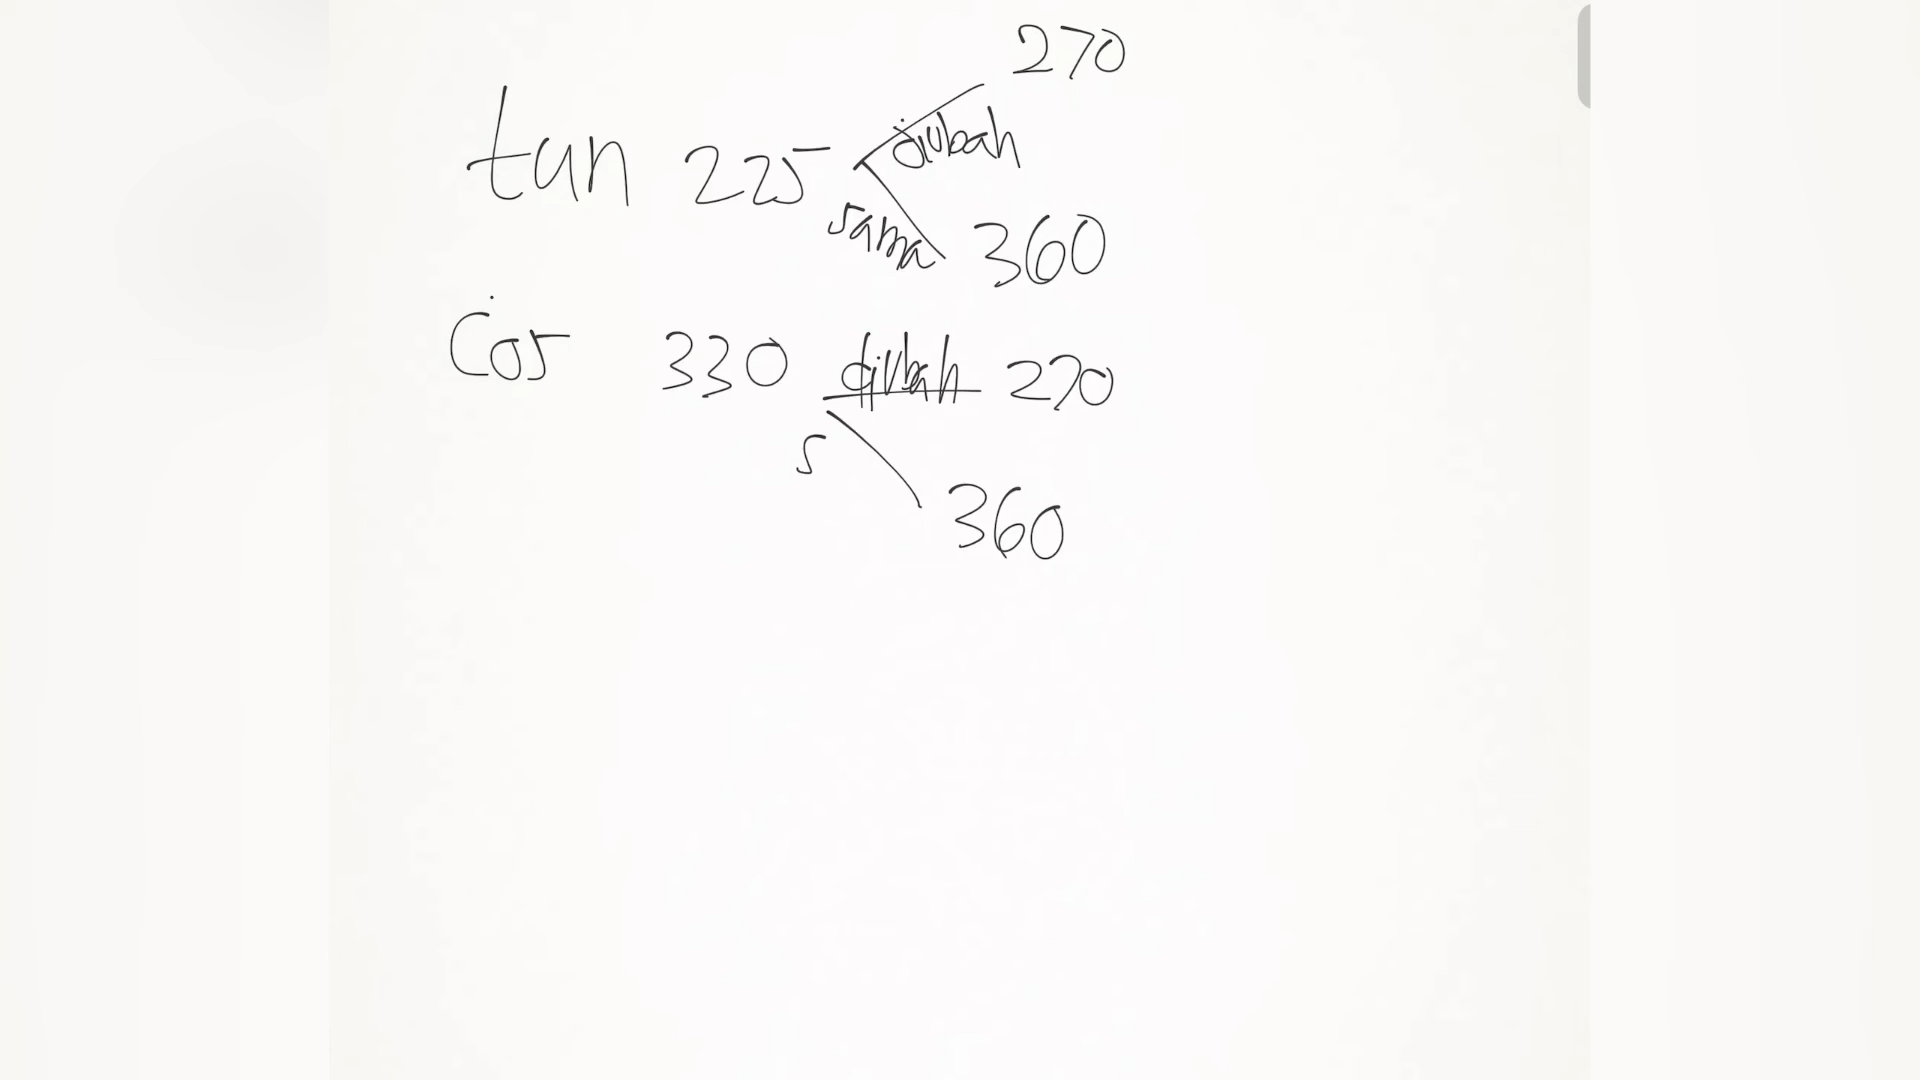 270
tan 225 diubah
sama 360
Cos 330 diubah 270
S
360